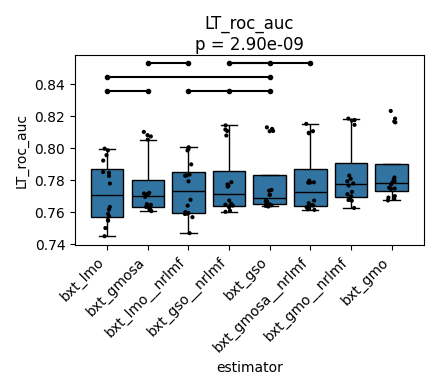 LT_roc_auc
p = 2.90e-09
LT_roc_auc
0.84
0.82
0.80
0.78
0.76
0.74
bxt_lmo
bxt_gmosa
bxt_lmo__nrlmf
bxt_gso__nrlmf
bxt_gso
bxt_gmosa__nrlmf
bxt_gmo__nrlmf
bxt_gmo
estimator